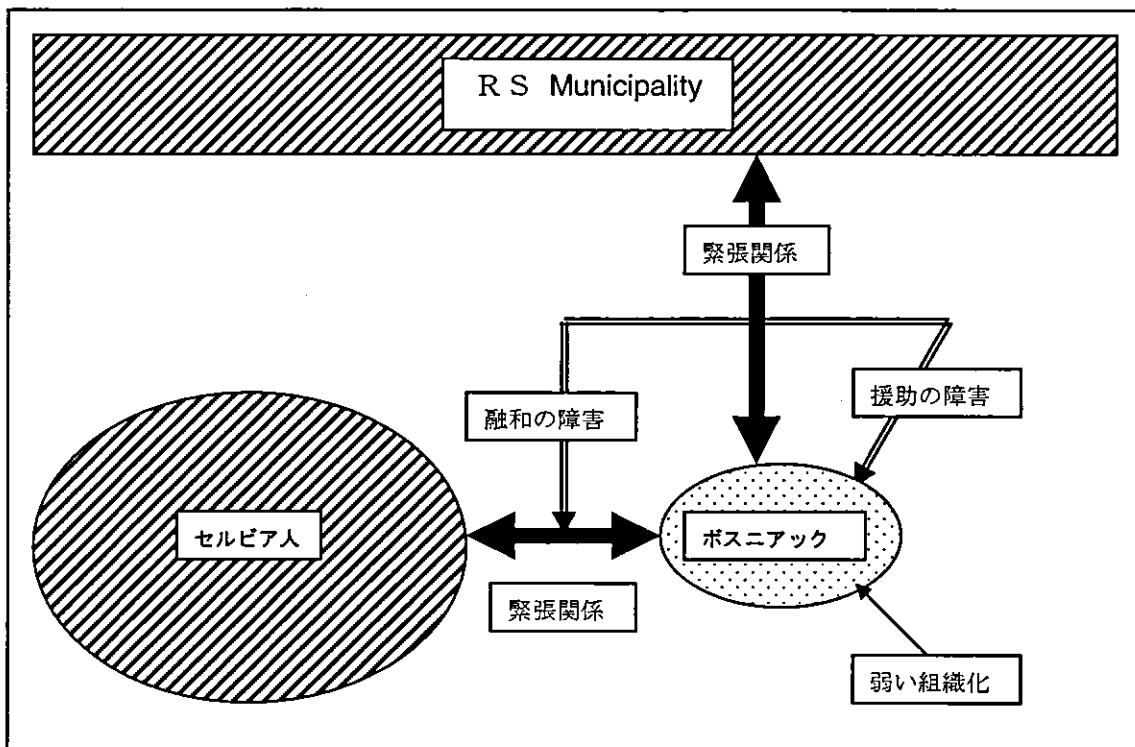 ＲＳ Municipality
緊張関係
援助の障害
融和の障害
セルビア人
ボスニアック
緊張関係
弱い組織化